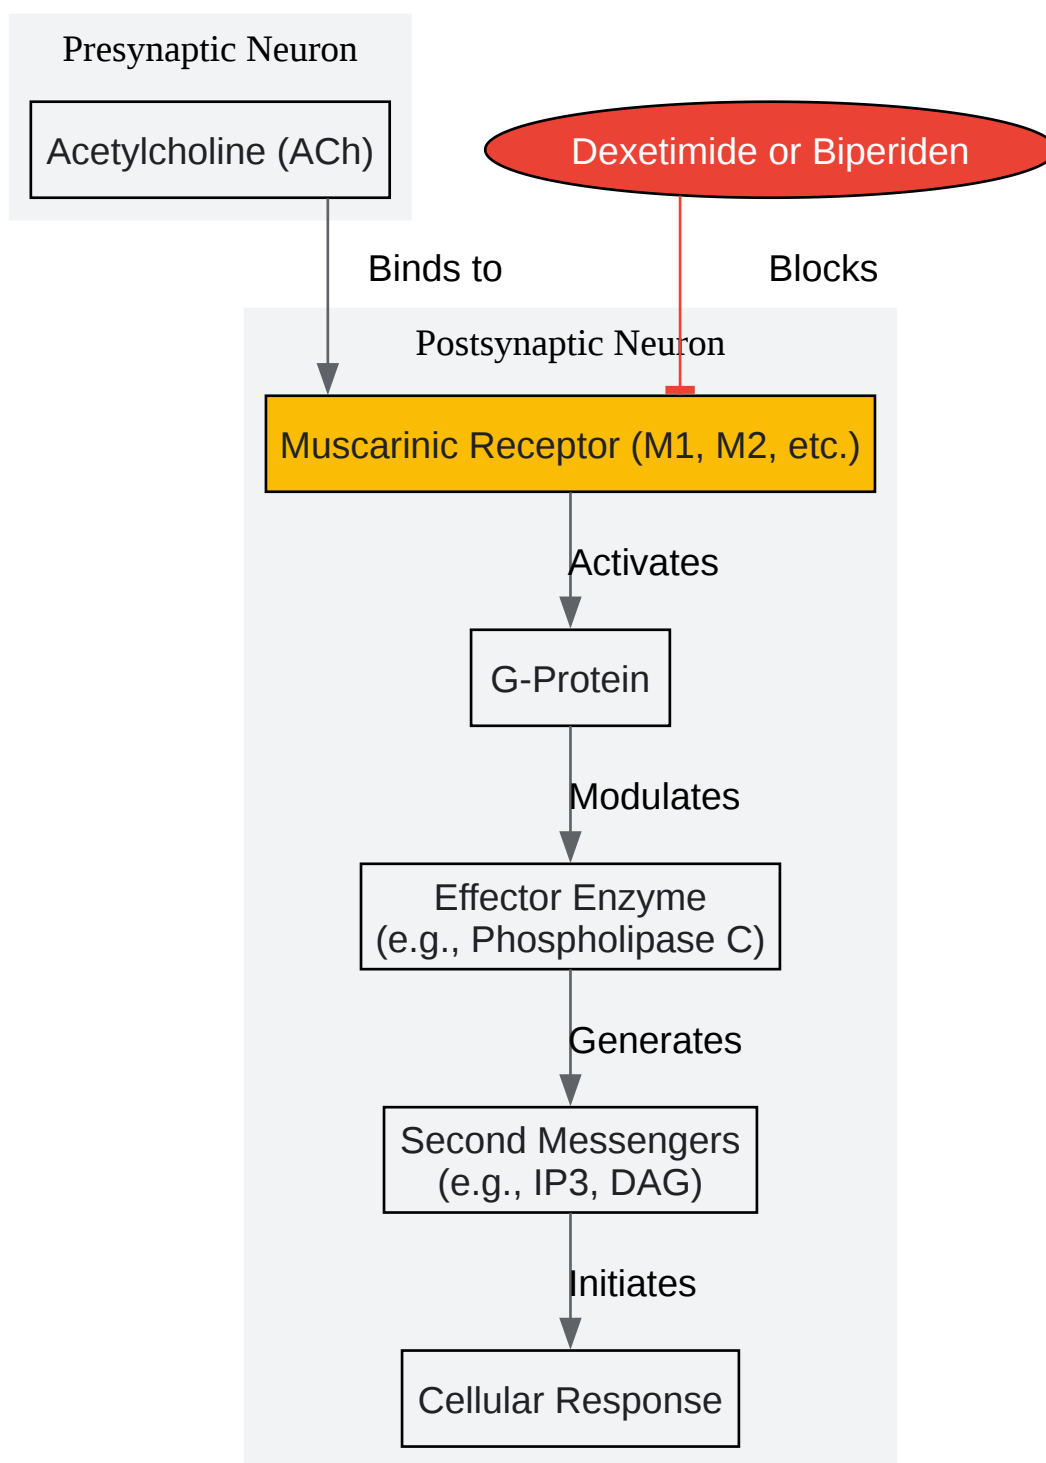 Presynaptic Neuron
Acetylcholine (ACh)
Dexetimide or Biperiden
Binds to
Blocks
Postsynaptic Neuron
Muscarinic Receptor (M1, M2, etc.)
Activates
G-Protein
Modulates
Effector Enzyme
(e.g., Phospholipase C)
Generates
Second Messengers
(e.g., IP3, DAG)
Initiates
Cellular Response